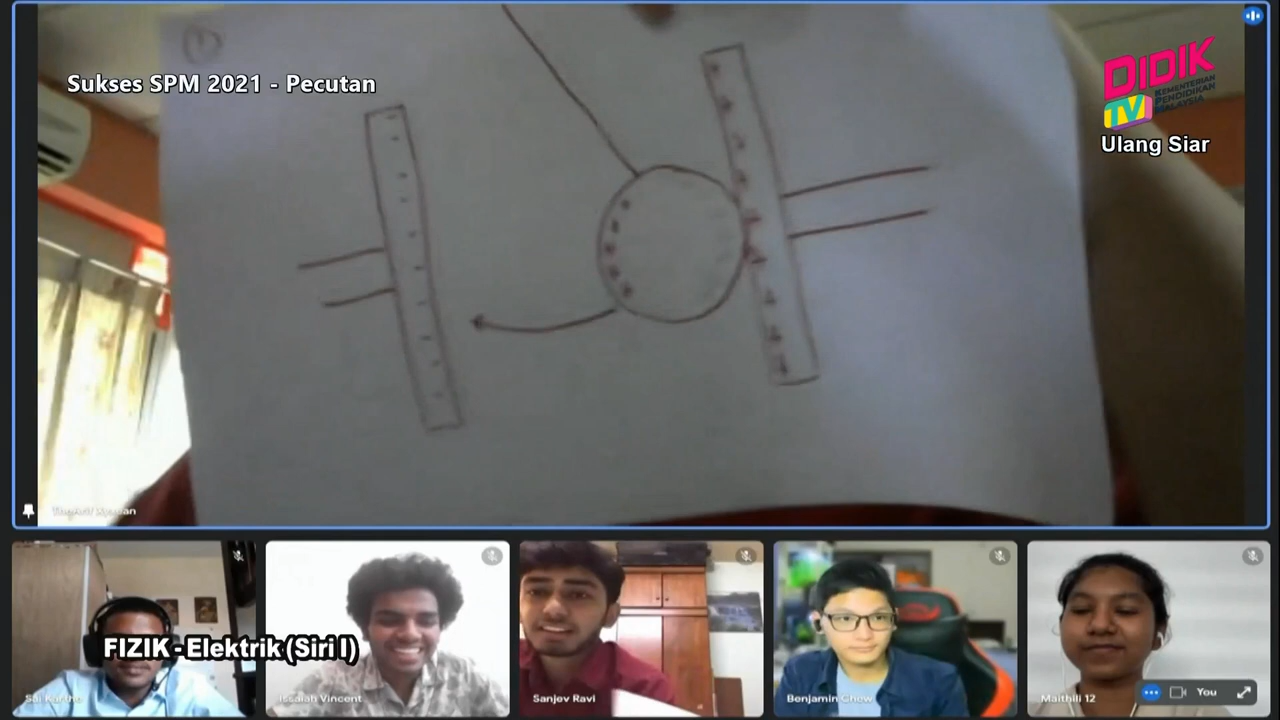 Sukses SPM 2021 - Pecutan
DIDIK
TV
KEMENTERIAN
PENDIDIKAN
MALAYSIA
Ulang Siar
FIZIK - Elektrik (Siri I)
Issaiah Vincent
Sanjev Ravi
Benjamin Chow
Maithili 12
You